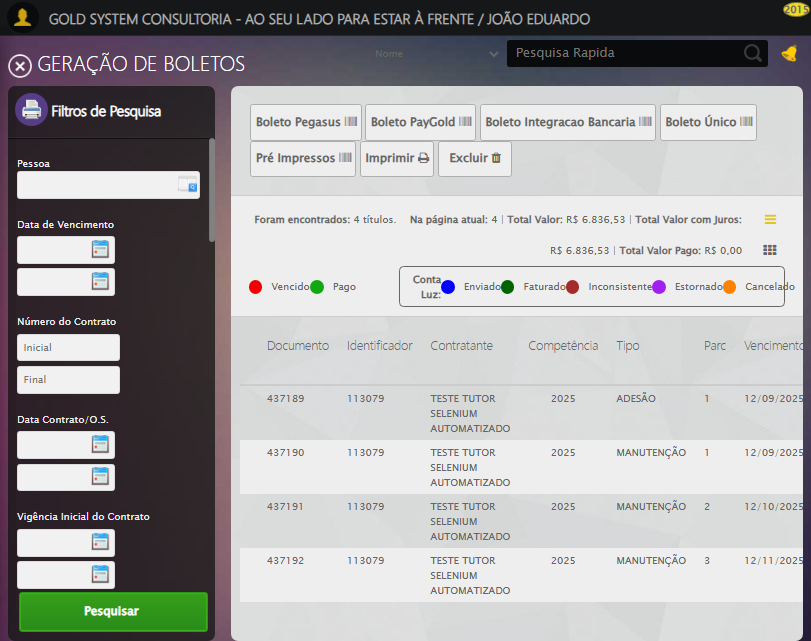 GOLD SYSTEM CONSULTORIA - AO SEU LADO PARA ESTAR À FRENTE / JOÃO EDUARDO
2015
GERAÇÃO DE BOLETOS
Nome
Pesquisa Rapida
Filtros de Pesquisa
Pessoa
Data de Vencimento
Número do Contrato
Inicial
Final
Data Contrato/O.S.
Vigência Inicial do Contrato
Pesquisar
Boleto Pegasus
Boleto PayGold
Boleto Integracao Bancaria
Boleto Único
Pré Impressos
Imprimir
Excluir
Foram encontrados: 4 títulos. Na página atual: 4 | Total Valor: R$ 6.836,53 | Total Valor com Juros:
R$ 6.836,53 | Total Valor Pago: R$ 0,00
Vencido
Pago
Conta
Luz:
Enviado
Faturado
Inconsistente
Estornado
Cancelado
Documento Identificador Contratante Competência Tipo Parc Vencimento
437189 113079 TESTE TUTOR 2025 ADESÃO 1 12/09/2025
SELENIUM
AUTOMATIZADO
437190 113079 TESTE TUTOR 2025 MANUTENÇÃO 1 12/09/2025
SELENIUM
AUTOMATIZADO
437191 113079 TESTE TUTOR 2025 MANUTENÇÃO 2 12/10/2025
SELENIUM
AUTOMATIZADO
437192 113079 TESTE TUTOR 2025 MANUTENÇÃO 3 12/11/2025
SELENIUM
AUTOMATIZADO